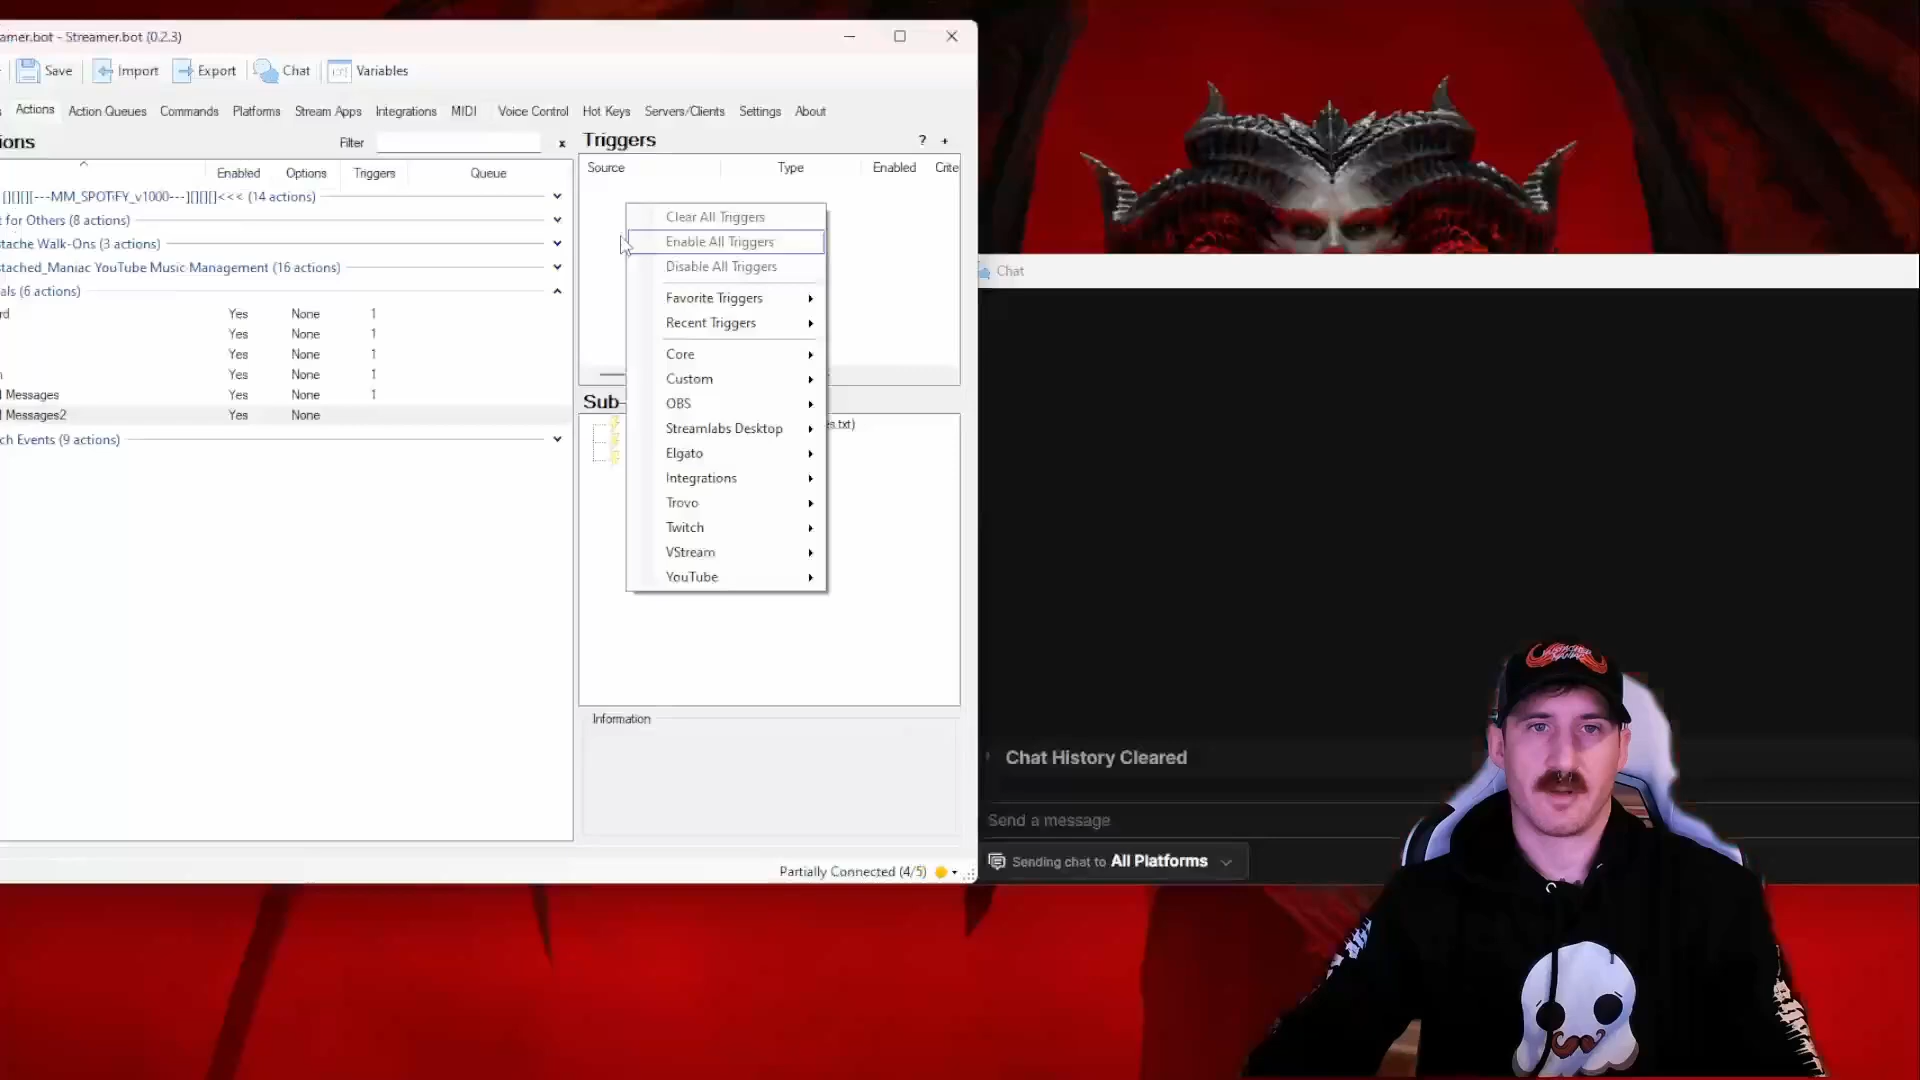 amer.bot - Streamer.bot (0.2.3)
Save
Import
Export
Chat
Variables
s
Actions
Action Queues
Commands
Platforms
Stream Apps
Integrations
MIDI
Voice Control
Hot Keys
Servers/Clients
Settings
About
ions
Filter
x
Triggers
?
+
Enabled
Options
Triggers
Queue
Source
Type
Enabled
Crite
[][][][---MM_SPOTiFY_v1000---][][][]<<< (14 actions)
t for Others (8 actions)
stache Walk-Ons (3 actions)
stached_Maniac YouTube Music Management (16 actions)
als (6 actions)
rd Yes None 1
Yes None 1
Yes None 1
n Yes None 1
l Messages Yes None 1
l Messages2 Yes None
ch Events (9 actions)
Clear All Triggers
Enable All Triggers
Disable All Triggers
Favorite Triggers
Recent Triggers
Core
Custom
OBS
Streamlabs Desktop
Elgato
Integrations
Trovo
Twitch
VStream
YouTube
Sub-
es.txt)
Information
Partially Connected (4/5)
Chat
Chat History Cleared
Send a message
Sending chat to All Platforms